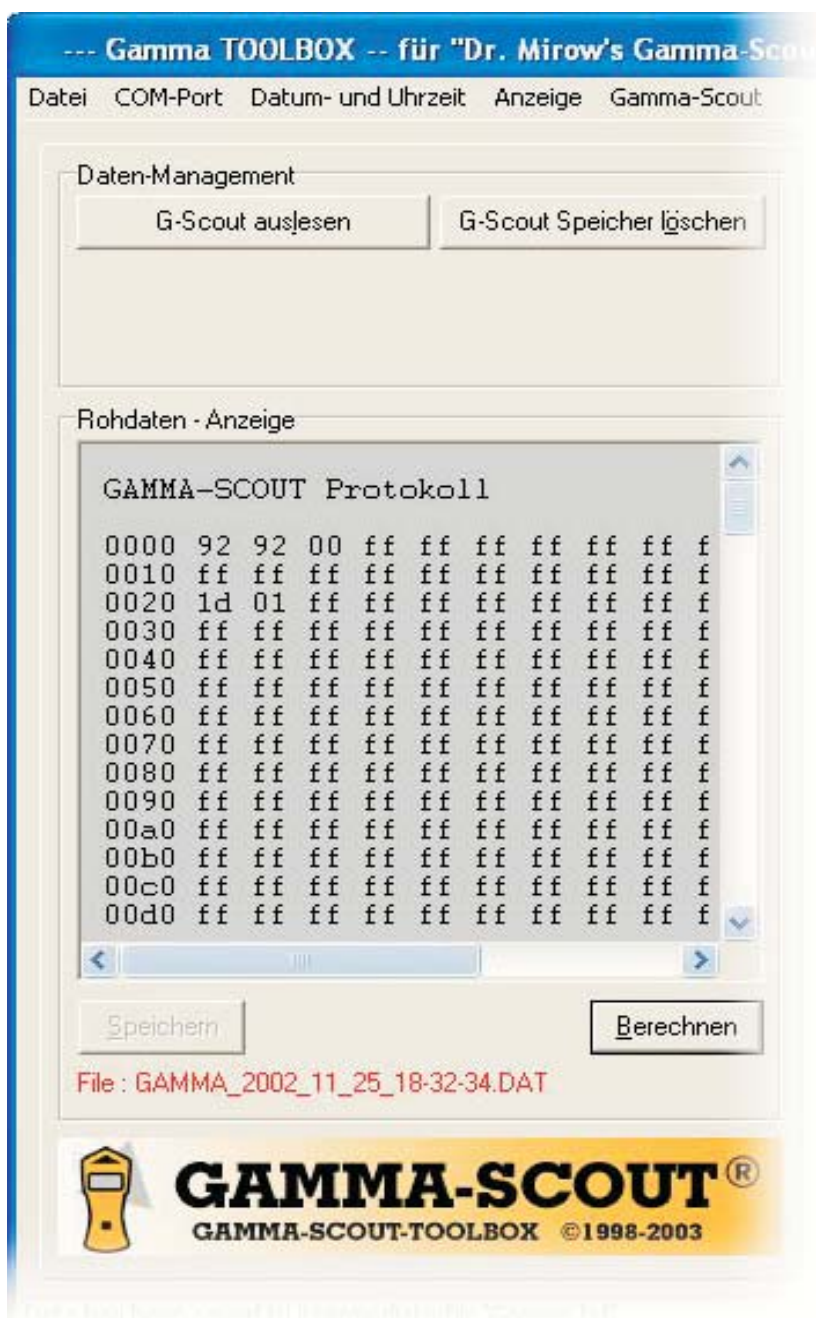 --- Gamma TOOLBOX -- für "Dr. Mirow's Gamma-Scou
Datei COM-Port Datum- und Uhrzeit Anzeige Gamma-Scout
Daten-Management
G-Scout auslesen G-Scout Speicher löschen
Rohdaten - Anzeige
GAMMA-SCOUT Protokoll
0000 92 92 00 ff ff ff ff ff ff f
0010 ff ff ff ff ff ff ff ff ff f
0020 1d 01 ff ff ff ff ff ff ff f
0030 ff ff ff ff ff ff ff ff ff f
0040 ff ff ff ff ff ff ff ff ff f
0050 ff ff ff ff ff ff ff ff ff f
0060 ff ff ff ff ff ff ff ff ff f
0070 ff ff ff ff ff ff ff ff ff f
0080 ff ff ff ff ff ff ff ff ff f
0090 ff ff ff ff ff ff ff ff ff f
00a0 ff ff ff ff ff ff ff ff ff f
00b0 ff ff ff ff ff ff ff ff ff f
00c0 ff ff ff ff ff ff ff ff ff f
00d0 ff ff ff ff ff ff ff ff ff f
Speichern Berechnen
File : GAMMA_2002_11_25_18-32-34.DAT
GAMMA-SCOUT®
GAMMA-SCOUT-TOOLBOX ©1998-2003